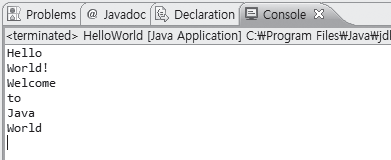 Problems @ Javadoc Declaration Console
<terminated> HelloWorld [Java Application] C:₩Program Files₩Java₩jd
Hello
World!
Welcome
to
Java
World